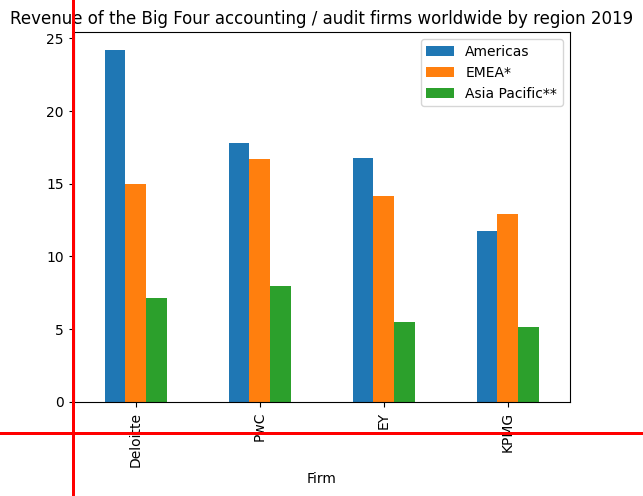 Revenue of the Big Four accounting / audit firms worldwide by region 2019
25
20
15
10
5
0
Americas
EMEA*
Asia Pacific**
Deloitte
PwC
EY
KPMG
Firm